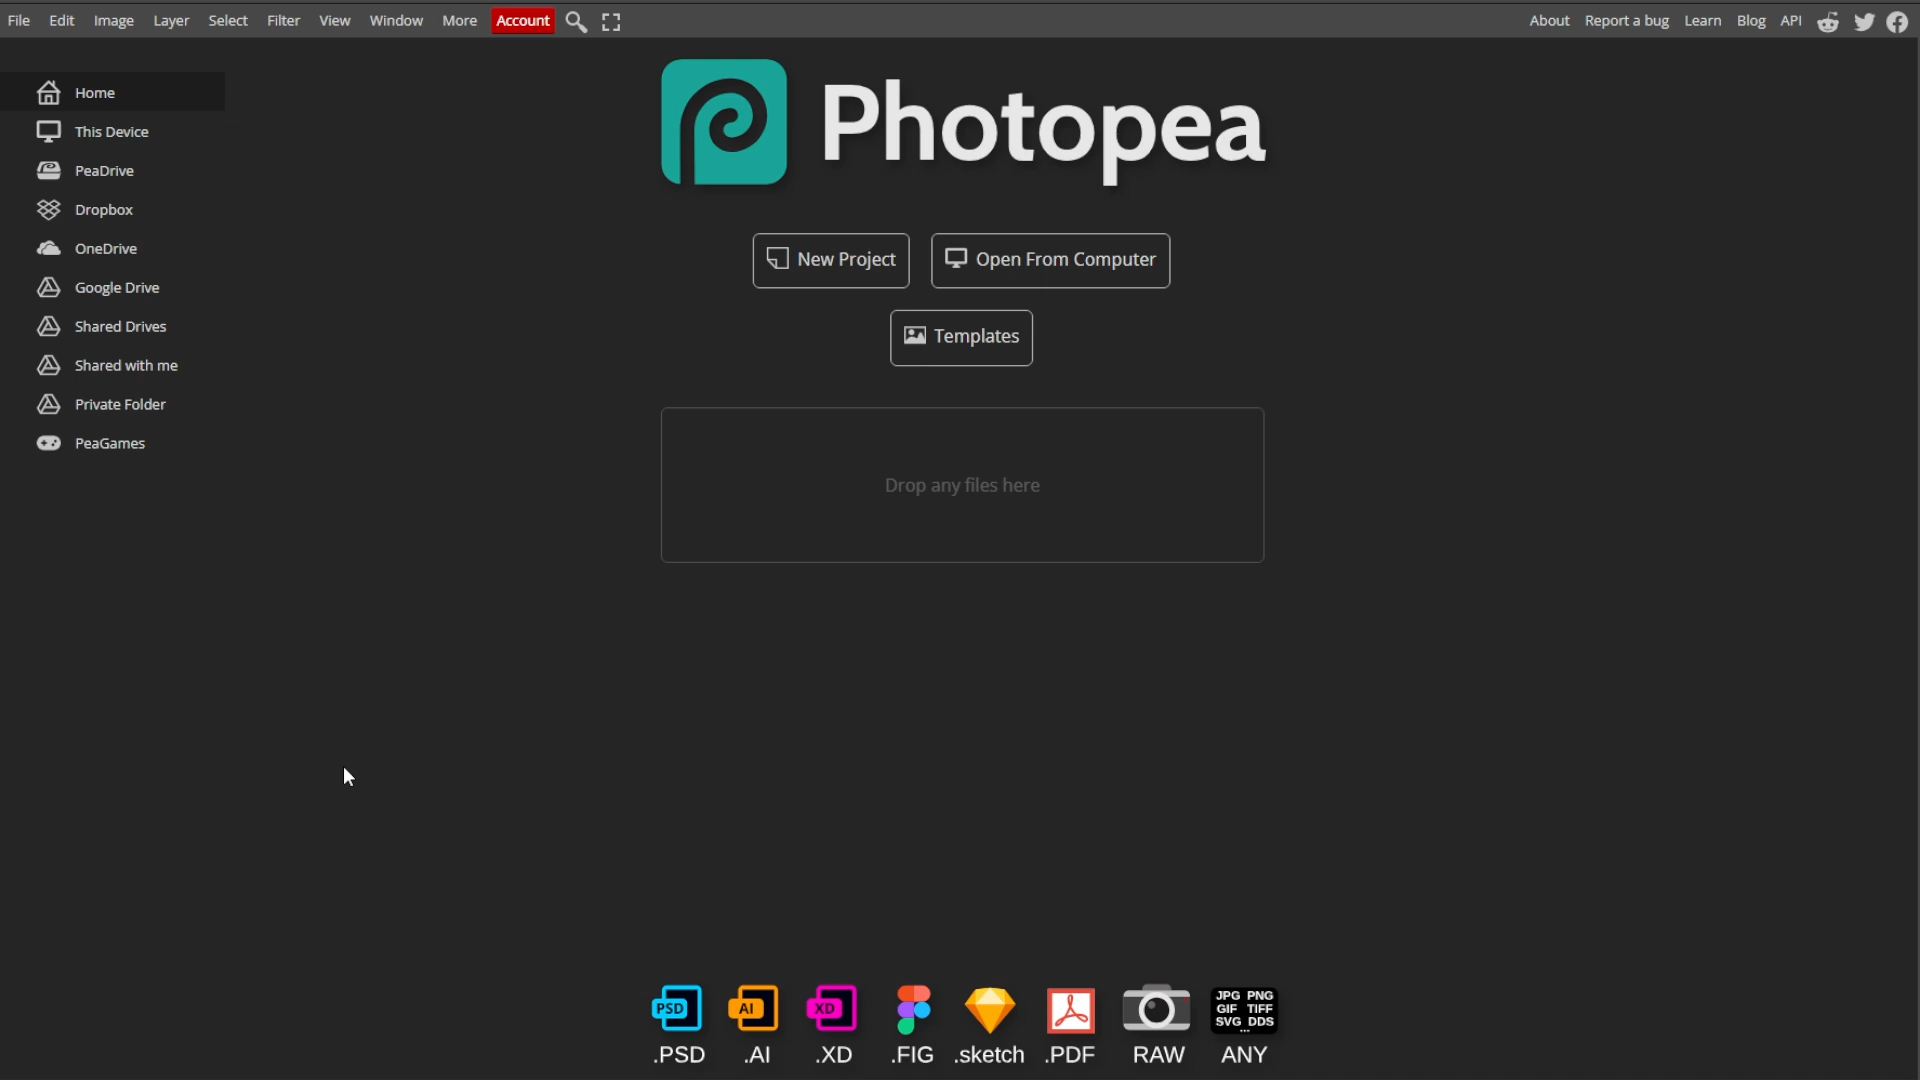 File Edit Image Layer Select Filter View Window More Account About Report a bug Learn Blog API
Home
This Device
PeaDrive
Dropbox
OneDrive
Google Drive
Shared Drives
Shared with me
Private Folder
PeaGames
Photopea
New Project Open From Computer
Templates
Drop any files here
PSD AI XD JPG PNG
GIF TIFF
SVG DDS
...
.PSD .AI .XD .FIG .sketch .PDF RAW ANY